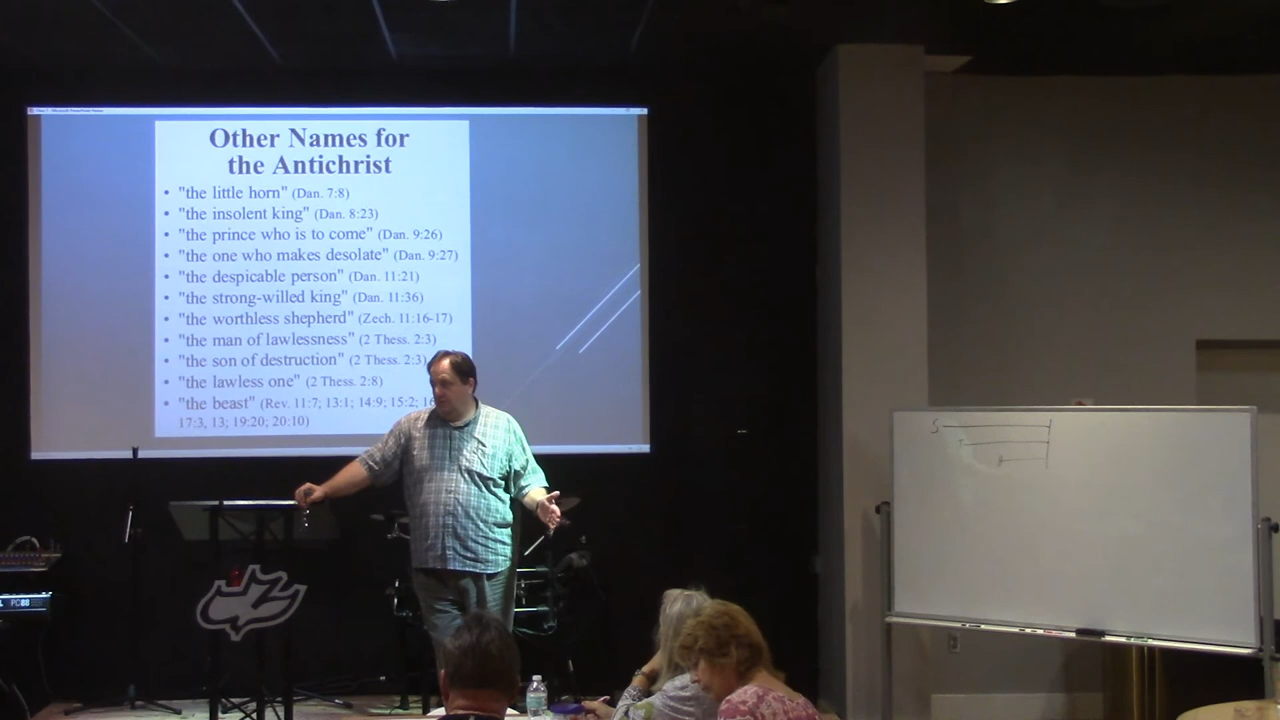 Other Names for
the Antichrist
• "the little horn" (Dan. 7:8)
• "the insolent king" (Dan. 8:23)
• "the prince who is to come" (Dan. 9:26)
• "the one who makes desolate" (Dan. 9:27)
• "the despicable person" (Dan. 11:21)
• "the strong-willed king" (Dan. 11:36)
• "the worthless shepherd" (Zech. 11:16-17)
• "the man of lawlessness" (2 Thess. 2:3)
• "the son of destruction" (2 Thess. 2:3)
• "the lawless one" (2 Thess. 2:8)
• "the beast" (Rev. 11:7; 13:1; 14:9; 15:2; 16
17:3, 13; 19:20; 20:10)
S
T
PC88
Z